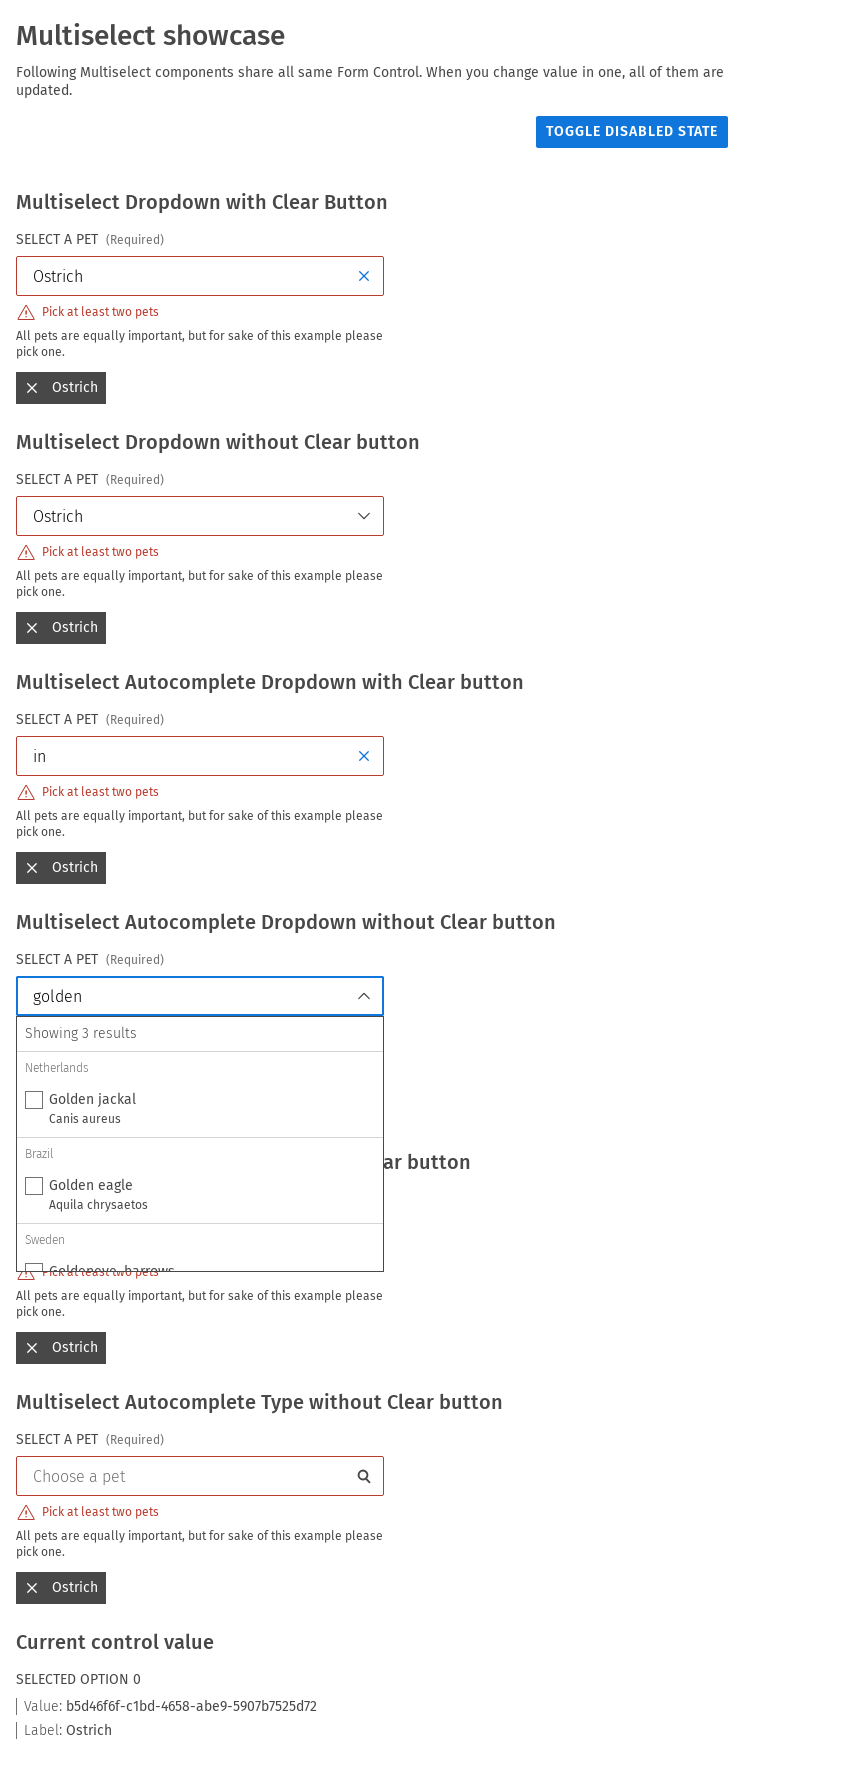 Multiselect showcase
Following Multiselect components share all same Form Control. When you change value in one, all of them are
updated.
TOGGLE DISABLED STATE
Multiselect Dropdown with Clear Button
SELECT A PET (Required)
Ostrich
Pick at least two pets
All pets are equally important, but for sake of this example please
pick one.
Ostrich
Multiselect Dropdown without Clear button
SELECT A PET (Required)
Ostrich
Pick at least two pets
All pets are equally important, but for sake of this example please
pick one.
Ostrich
Multiselect Autocomplete Dropdown with Clear button
SELECT A PET (Required)
in
Pick at least two pets
All pets are equally important, but for sake of this example please
pick one.
Ostrich
Multiselect Autocomplete Dropdown without Clear button
SELECT A PET (Required)
golden
Showing 3 results
Netherlands
Golden jackal
Canis aureus
Brazil
ar button
Golden eagle
Aquila chrysaetos
Sweden
Pick at least two pets
All pets are equally important, but for sake of this example please
pick one.
Ostrich
Multiselect Autocomplete Type without Clear button
SELECT A PET (Required)
Choose a pet
Pick at least two pets
All pets are equally important, but for sake of this example please
pick one.
Ostrich
Current control value
SELECTED OPTION 0
Value: b5d46f6f-c1bd-4658-abe9-5907b7525d72
Label: Ostrich